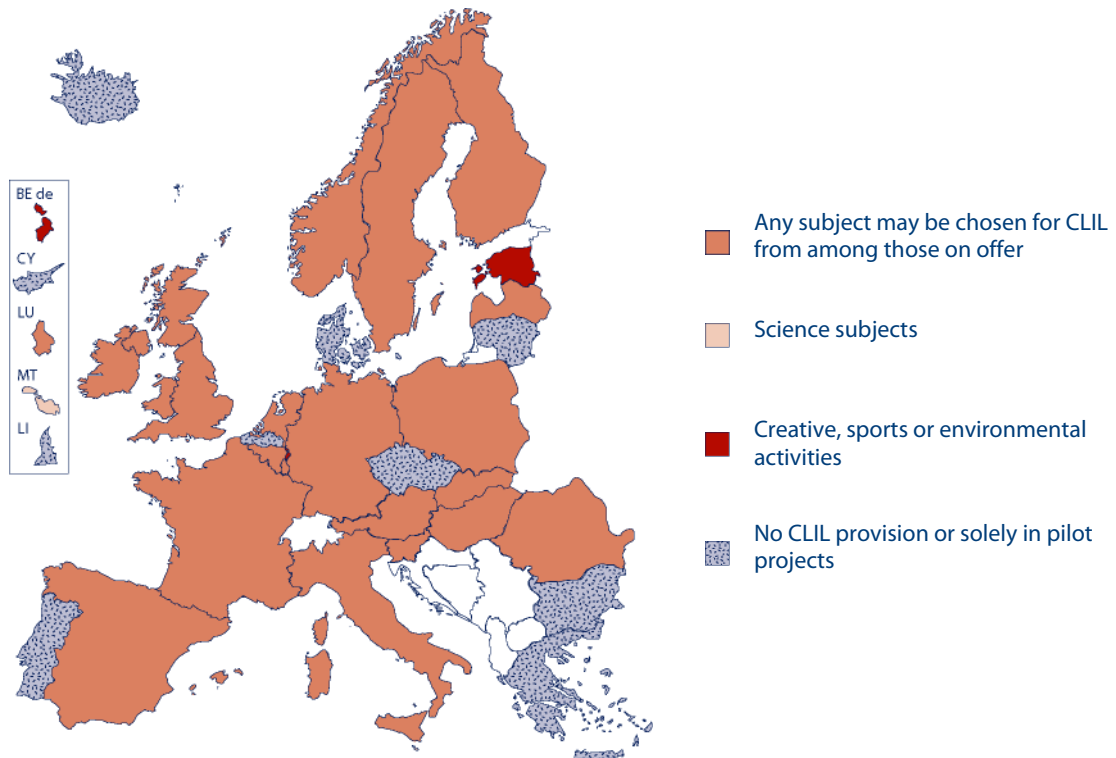 BE de
CY
LU
MT
LI
Any subject may be chosen for CLIL
from among those on offer
Science subjects
Creative, sports or environmental
activities
No CLIL provision or solely in pilot
projects